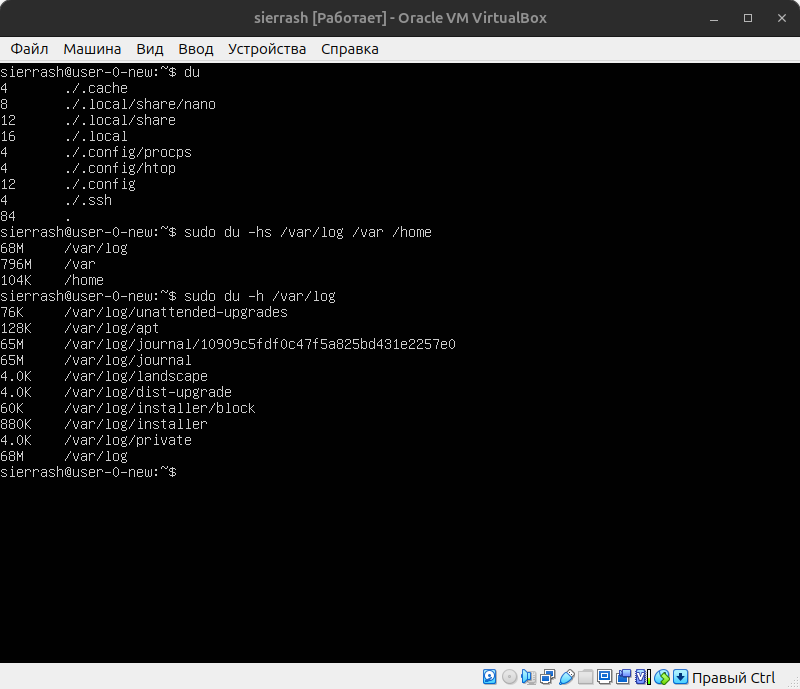 sierrash [Работает] - Oracle VM VirtualBox
Файл Машина Вид Ввод Устройства Справка
sierrash@user-0-new:~$ du
4 ./.cache
8 ./.local/share/nano
12 ./.local/share
16 ./.local
4 ./.config/procps
4 ./.config/htop
12 ./.config
4 ./.ssh
84 .
sierrash@user-0-new:~$ sudo du -hs /var/log /var /home
68M /var/log
796M /var
104K /home
sierrash@user-0-new:~$ sudo du -h /var/log
76K /var/log/unattended-upgrades
128K /var/log/apt
65M /var/log/journal/10909c5fdf0c47f5a825bd431e2257e0
65M /var/log/journal
4.0K /var/log/landscape
4.0K /var/log/dist-upgrade
60K /var/log/installer/block
880K /var/log/installer
4.0K /var/log/private
68M /var/log
sierrash@user-0-new:~$
Правый Ctrl